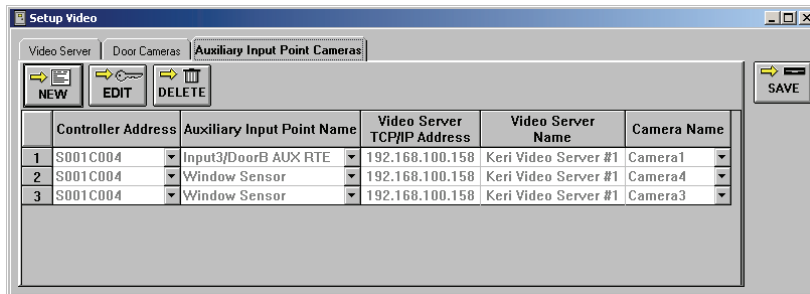 Setup Video
Video Server Door Cameras Auxiliary Input Point Cameras
NEW EDIT DELETE SAVE
Controller Address Auxiliary Input Point Name Video Server TCP/IP Address Video Server Name Camera Name
1 S001C004 Input3/DoorB AUX RTE 192.168.100.158 Keri Video Server #1 Camera1
2 S001C004 Window Sensor 192.168.100.158 Keri Video Server #1 Camera4
3 S001C004 Window Sensor 192.168.100.158 Keri Video Server #1 Camera3